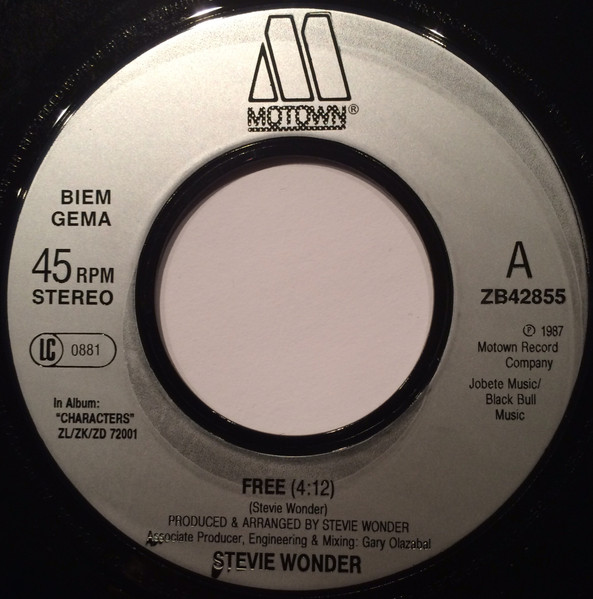 MOTOWN®
BIEM
GEMA
45 RPM
STEREO
LC 0881
In Album:
"CHARACTERS"
ZL/ZK/ZD 72001
A
ZB42855
℗ 1987
Motown Record
Company
Jobete Music/
Black Bull
Music
FREE (4:12)
(Stevie Wonder)
PRODUCED & ARRANGED BY STEVIE WONDER
Associate Producer, Engineering & Mixing: Gary Olazabal
STEVIE WONDER